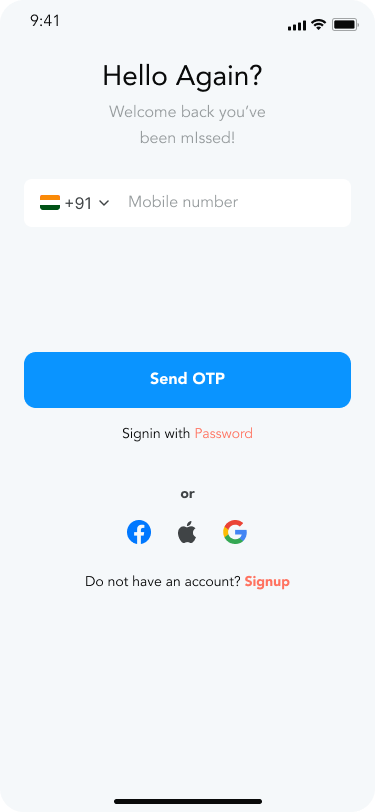 9:41
Hello Again?
Welcome back you’ve
been mIssed!
+91 Mobile number
Send OTP
Signin with Password
or
Do not have an account? Signup